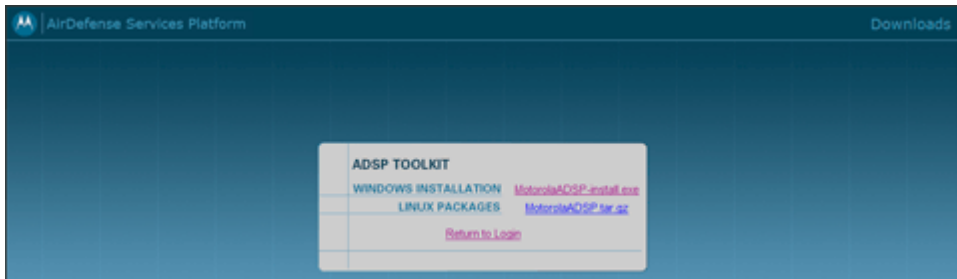 AirDefense Services Platform
Downloads
ADSP TOOLKIT
WINDOWS INSTALLATION MotorolaADSP-install.exe
LINUX PACKAGES MotorolaADSP.tar.gz
Return to Login